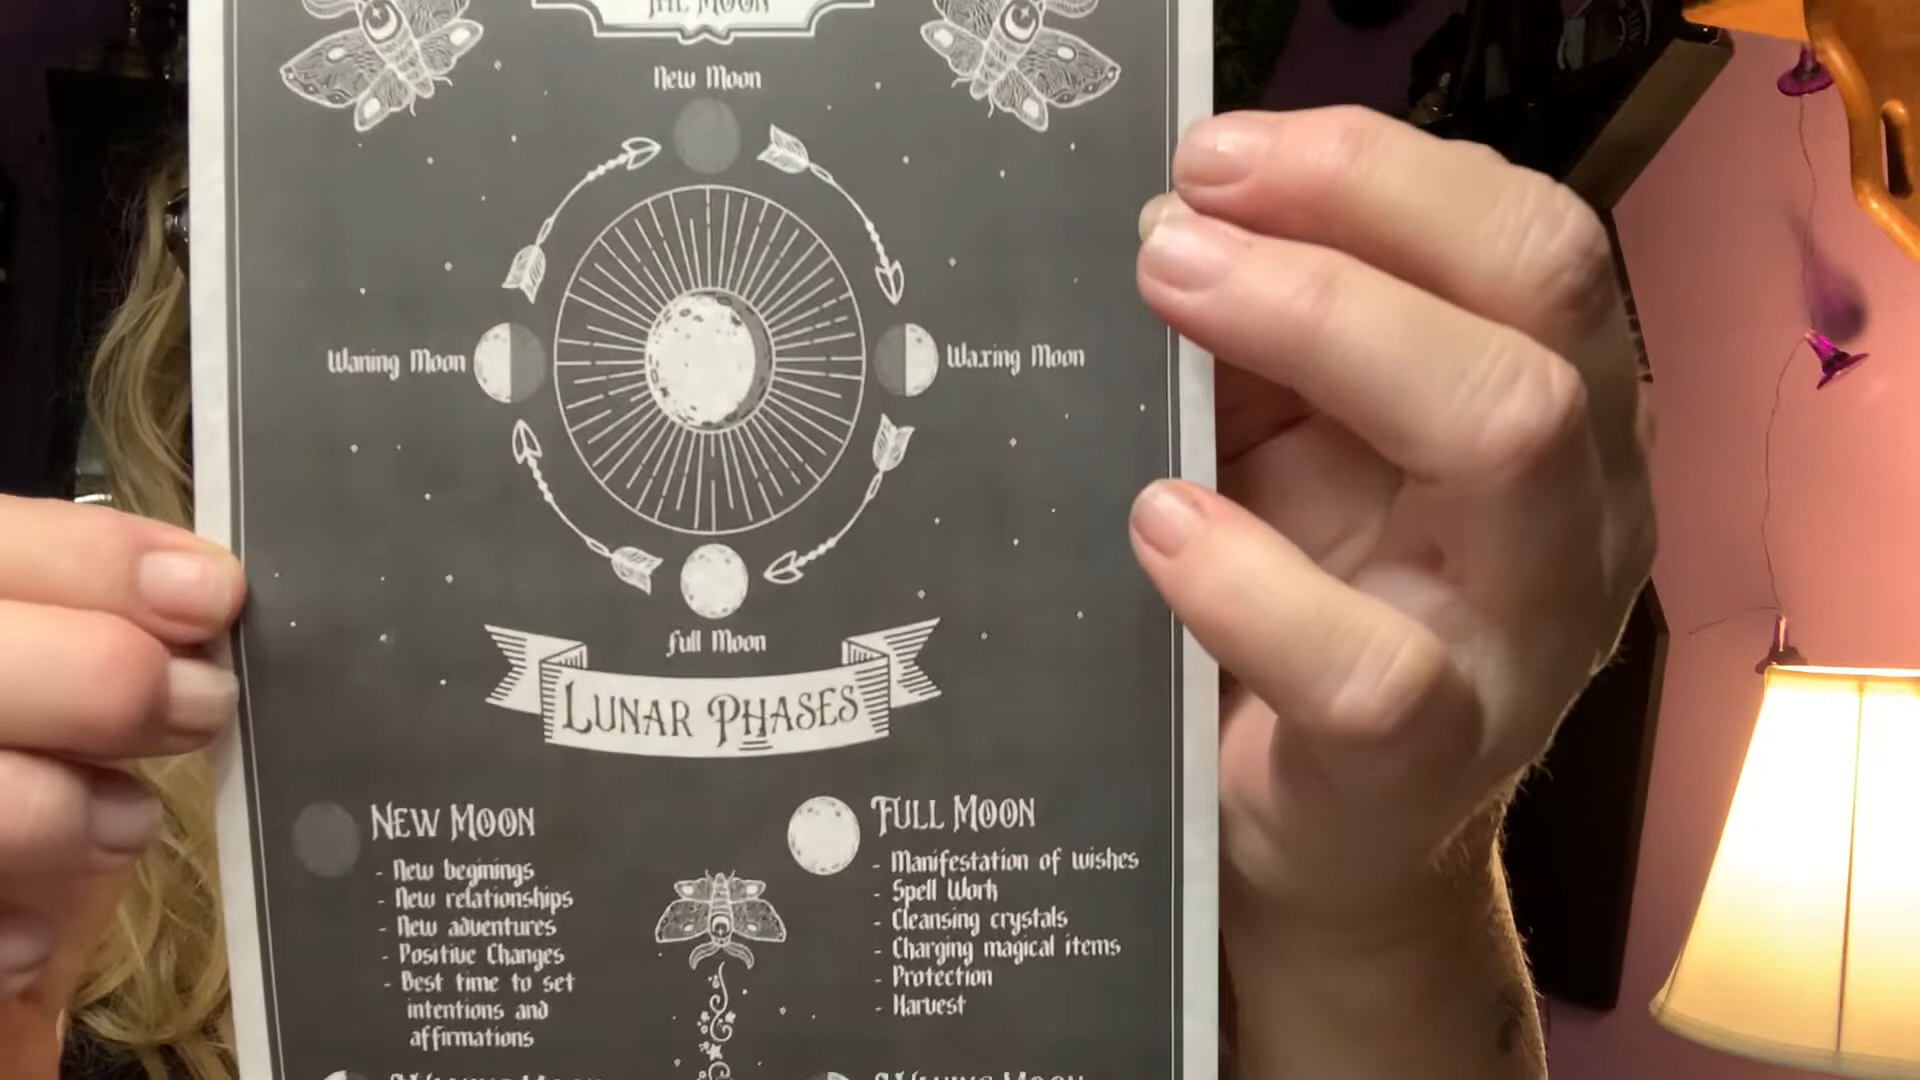 THE MOON
New Moon
Waning Moon
Waxing Moon
Full Moon
LUNAR PHASES
NEW MOON
- New beginings
- New relationships
- New adventures
- Positive Changes
- Best time to set
intentions and
affirmations
FULL MOON
- Manifestation of wishes
- Spell Work
- Cleansing crystals
- Charging magical items
- Protection
- Harvest